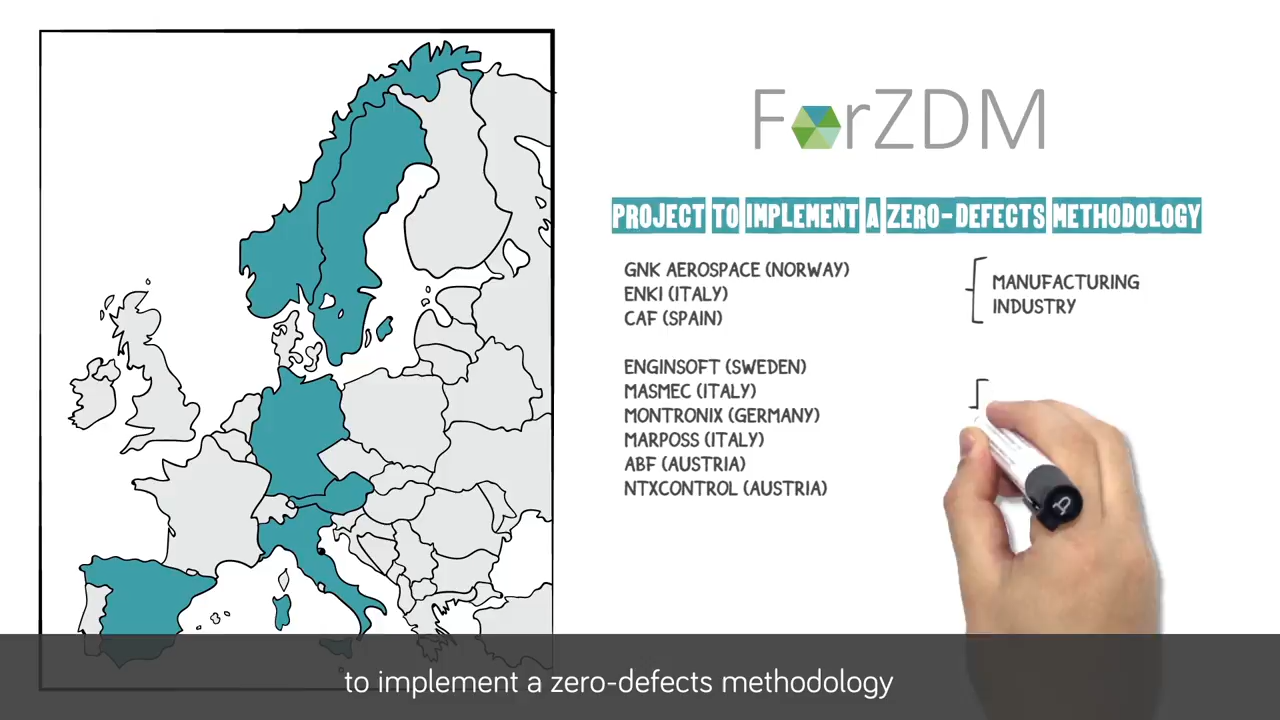 ForZDM
PROJECT TO IMPLEMENT A ZERO-DEFECTS METHODOLOGY
GNK AEROSPACE (NORWAY)
ENKI (ITALY)
CAF (SPAIN)
MANUFACTURING
INDUSTRY
ENGINSOFT (SWEDEN)
MASMEC (ITALY)
MONTRONIX (GERMANY)
MARPOSS (ITALY)
ABF (AUSTRIA)
NTXCONTROL (AUSTRIA)
to implement a zero-defects methodology